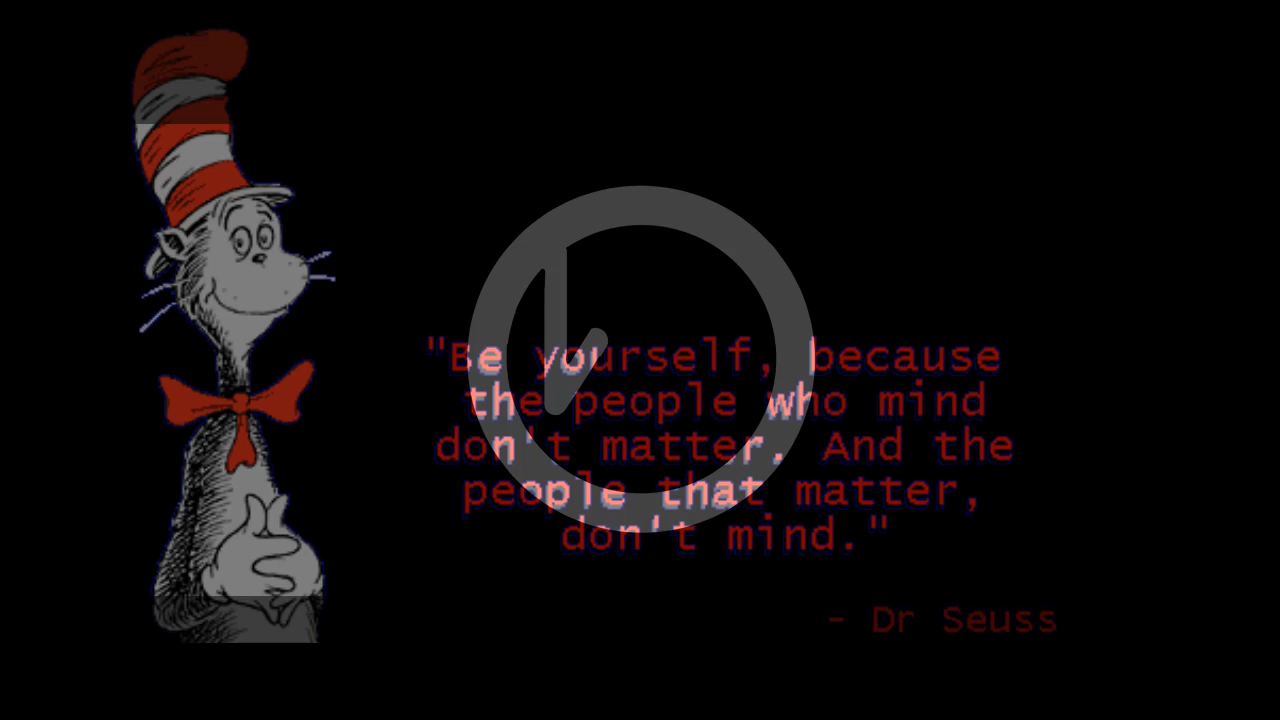 "Be yourself, because
the people who mind
don't matter. And the
people that matter,
don't mind."
- Dr Seuss